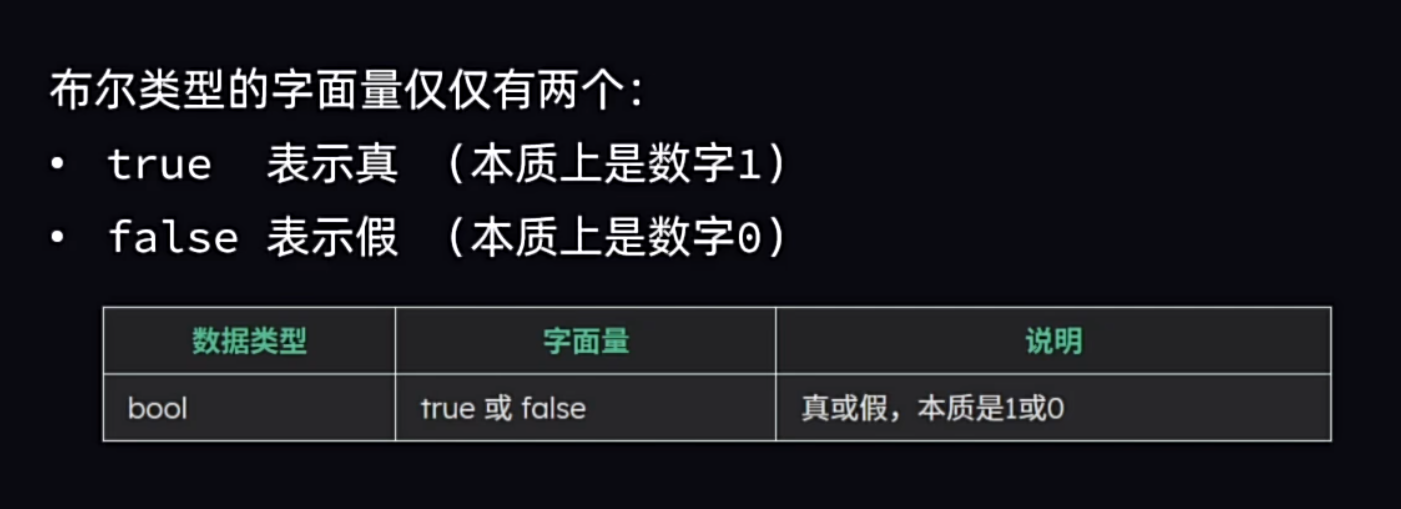 布尔类型的字面量仅仅有两个：
• true 表示真 （本质上是数字1）
• false 表示假 （本质上是数字0）
数据类型 字面量 说明
bool true 或 false 真或假，本质是1或0